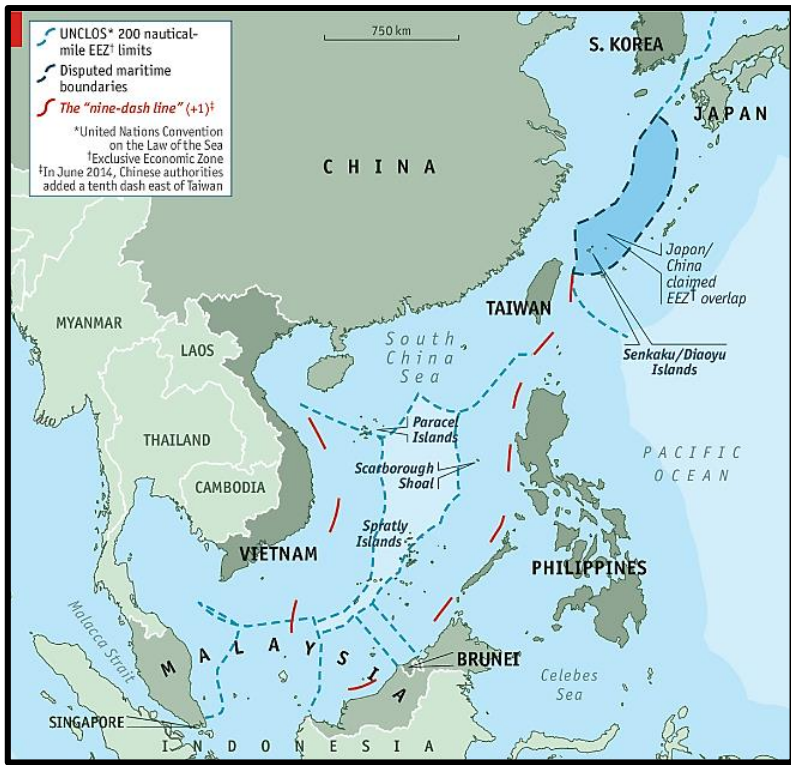 UNCLOS* 200 nautical-
mile EEZ† limits
Disputed maritime
boundaries
The “nine-dash line” (+1)‡
*United Nations Convention
on the Law of the Sea
†Exclusive Economic Zone
‡In June 2014, Chinese authorities
added a tenth dash east of Taiwan
750 km
S. KOREA
JAPAN
CHINA
Japan/
China
claimed
EEZ† overlap
TAIWAN
Senkaku/Diaoyu
Islands
MYANMAR
LAOS
South
China
Sea
THAILAND
Paracel
Islands
Scarborough
Shoal
PACIFIC
OCEAN
CAMBODIA
Spratly
Islands
VIETNAM
PHILIPPINES
Malacca Strait
MALAYSIA
BRUNEI
Celebes
Sea
SINGAPORE
INDONESIA